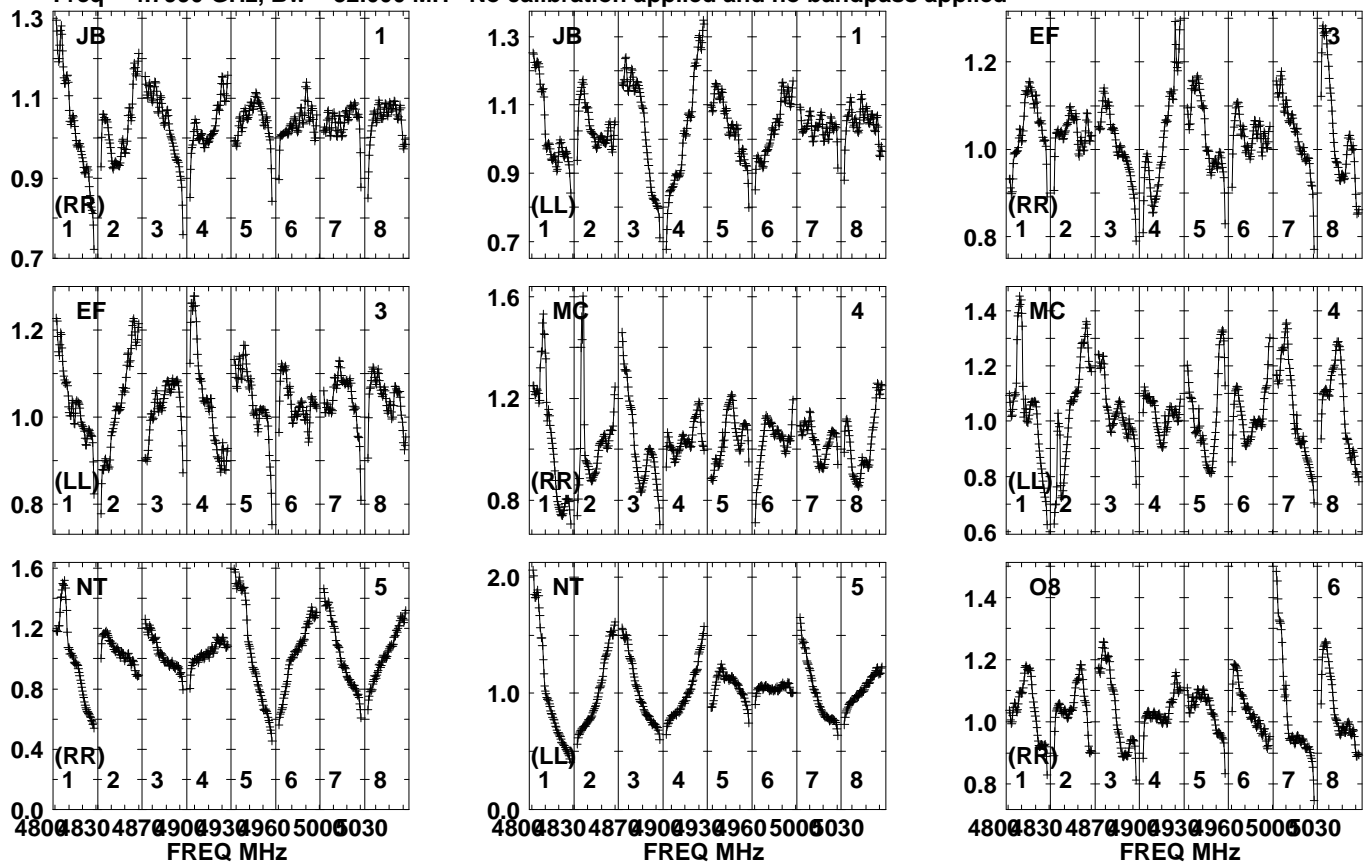 No calibration applied and no bandpass applied
1.3 JB 1
1.1
0.9
(RR)
1 2 3 4 5 6 7 8
0.7
1.3 JB 1
1.1
0.9
(LL)
1 2 3 4 5 6 7 8
0.7
EF 3
1.2
1.0
(RR)
1 2 3 4 5 6 7 8
0.8
EF 3
1.2
1.0
(LL)
0.8 1 2 3 4 5 6 7 8
1.6 MC 4
1.2
(RR)
0.8 1 2 3 4 5 6 7 8
1.4 MC 4
1.2
1.0
0.8
(LL)
1 2 3 4 5 6 7 8
0.6
1.6 NT 5
1.2
0.8
0.4
(RR)
1 2 3 4 5 6 7 8
0.0
4800 4830 4870 4900 4930 4960 5000 5030
FREQ MHz
2.0 NT 5
1.0
(LL)
1 2 3 4 5 6 7 8
0.0
4800 4830 4870 4900 4930 4960 5000 5030
FREQ MHz
O8 6
1.4
1.2
1.0
(RR)
0.8 1 2 3 4 5 6 7 8
4800 4830 4870 4900 4930 4960 5000 5030
FREQ MHz